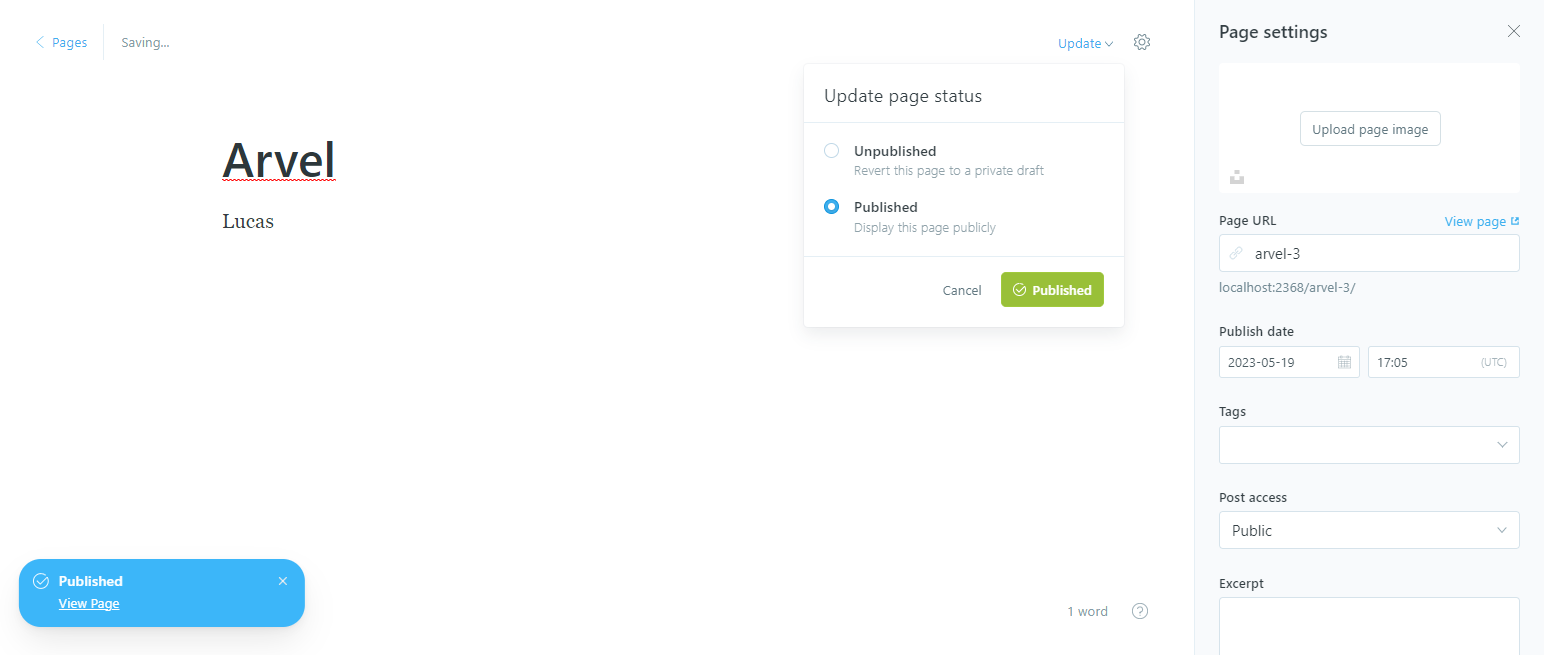 Pages
Saving...
Update
Arvel
Lucas
Update page status
Unpublished
Revert this page to a private draft
Published
Display this page publicly
Cancel
Published
Published
View Page
1 word
?
Page settings
Upload page image
Page URL
View page
arvel-3
localhost:2368/arvel-3/
Publish date
2023-05-19
17:05
(UTC)
Tags
Post access
Public
Excerpt